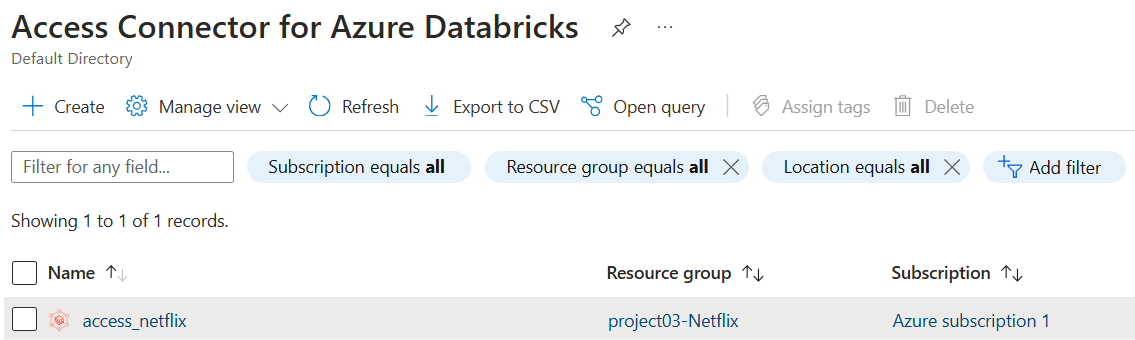 Access Connector for Azure Databricks
Default Directory
Create Manage view Refresh Export to CSV Open query Assign tags Delete
Filter for any field... Subscription equals all Resource group equals all Location equals all Add filter
Showing 1 to 1 of 1 records.
Name Resource group Subscription
access_netflix project03-Netflix Azure subscription 1